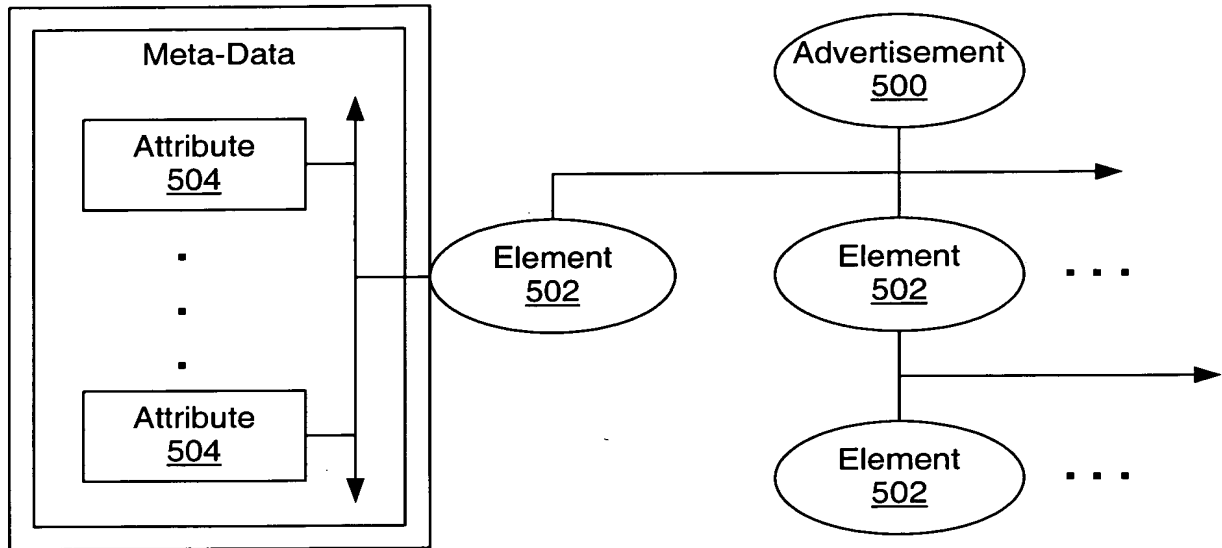 Meta-Data
Attribute
504
Attribute
504
Advertisement
500
Element
502
Element
502
Element
502